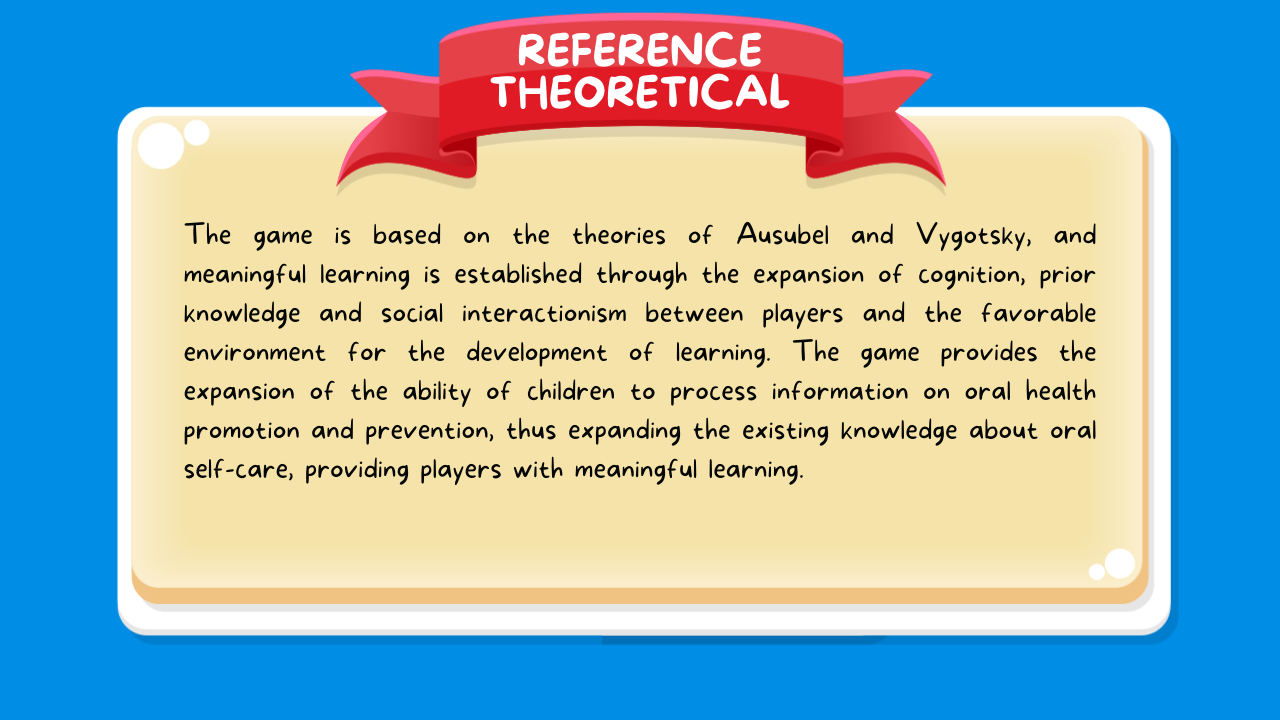 REFERENCE
THEORETICAL
The game is based on the theories of Ausubel and Vygotsky, and
meaningful learning is established through the expansion of cognition, prior
knowledge and social interactionism between players and the favorable
environment for the development of learning. The game provides the
expansion of the ability of children to process information on oral health
promotion and prevention, thus expanding the existing knowledge about oral
self-care, providing players with meaningful learning.